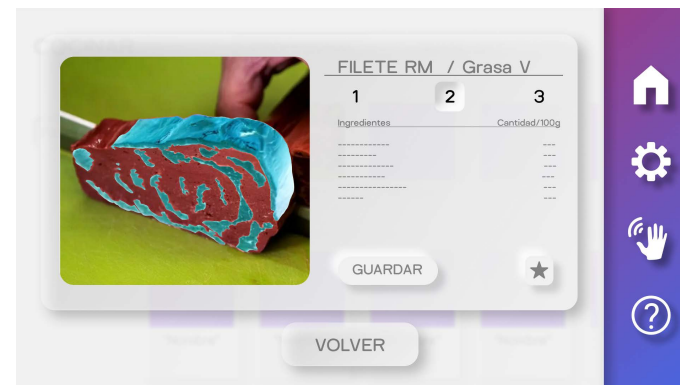 FILETE RM / Grasa V
1 2 3
Ingredientes Cantidad/100g
------------ ---
--------- ---
------------- ---
----------- ---
---------------- ---
------ ---
GUARDAR
VOLVER